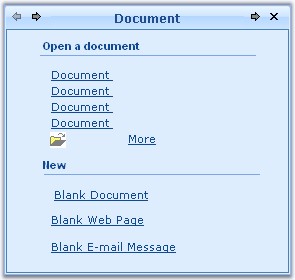 Document
Open a document
Document
Document
Document
Document
More
New
Blank Document
Blank Web Page
Blank E-mail Message